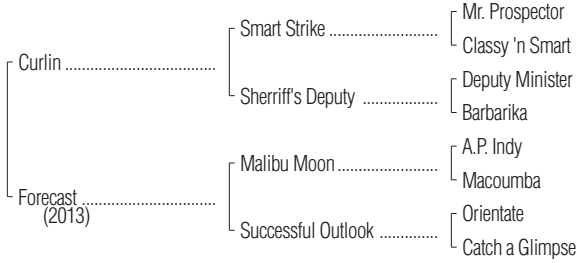 Mr. Prospector
Smart Strike ............................
Classy 'n Smart
Curlin .......................................
Deputy Minister
Sherriff's Deputy ...................
Barbarika
A.P. Indy
Malibu Moon..........................
Macoumba
Forecast...................................
(2013)
Orientate
Successful Outlook ...............
Catch a Glimpse